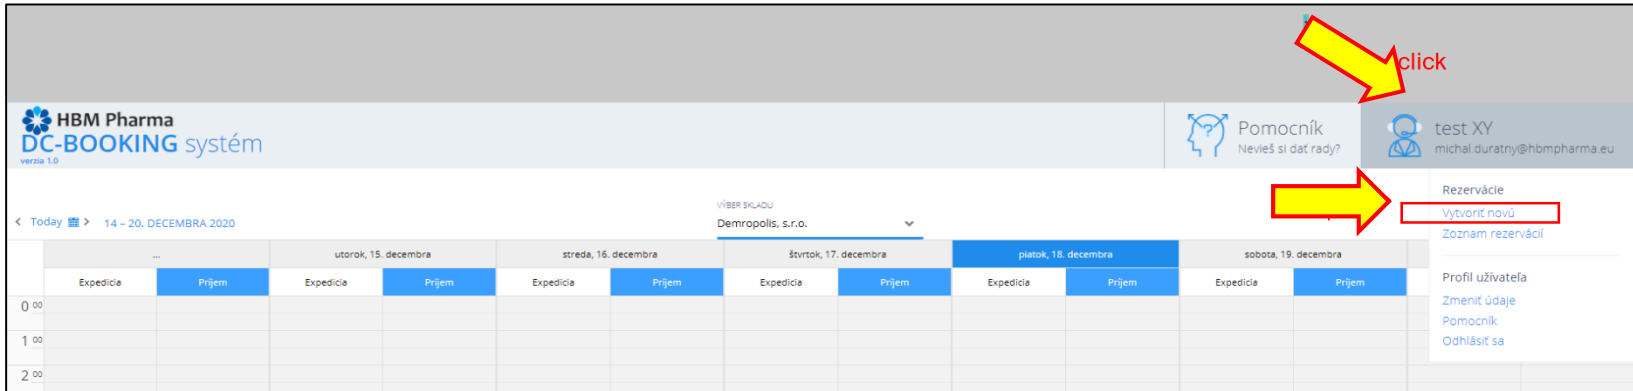 click
HBM Pharma
DC-BOOKING systém
verzia 1.0
Pomocník
Nevieš si dať rady?
test XY
michal.duratny@hbmpharma.eu
Rezervácie
Vytvoriť novú
Zoznam rezervácií
Profil užívateľa
Zmeniť údaje
Pomocník
Odhlásiť sa
< Today > 14 – 20. DECEMBRA 2020
VÝBER SKLADU
Demropolis, s.r.o.
... utorok, 15. decembra streda, 16. decembra štvrtok, 17. decembra piatok, 18. decembra sobota, 19. decembra
Expedícia Príjem Expedícia Príjem Expedícia Príjem Expedícia Príjem Expedícia Príjem Expedícia Príjem
0 00
1 00
2 00